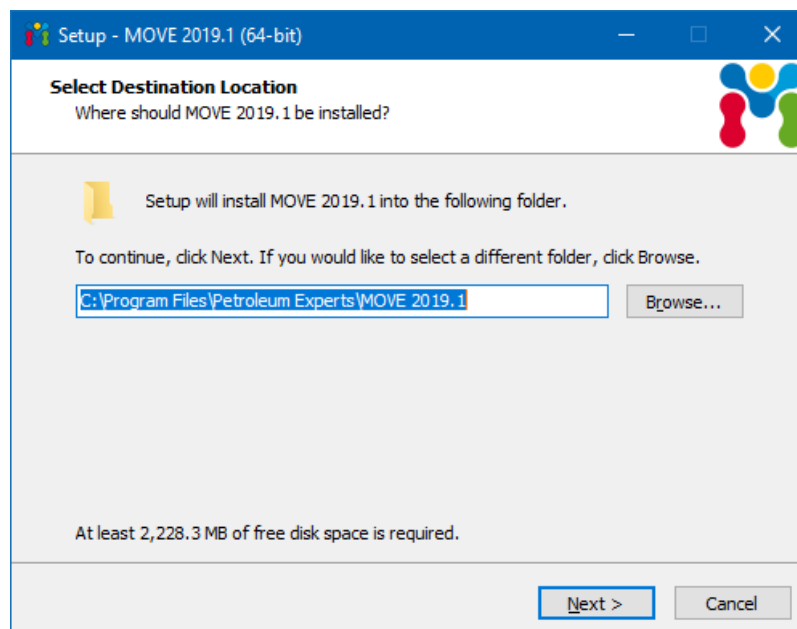 Setup - MOVE 2019.1 (64-bit)
Select Destination Location
Where should MOVE 2019.1 be installed?
Setup will install MOVE 2019.1 into the following folder.
To continue, click Next. If you would like to select a different folder, click Browse.
C:\Program Files\Petroleum Experts\MOVE 2019.1
Browse...
At least 2,228.3 MB of free disk space is required.
Next >
Cancel